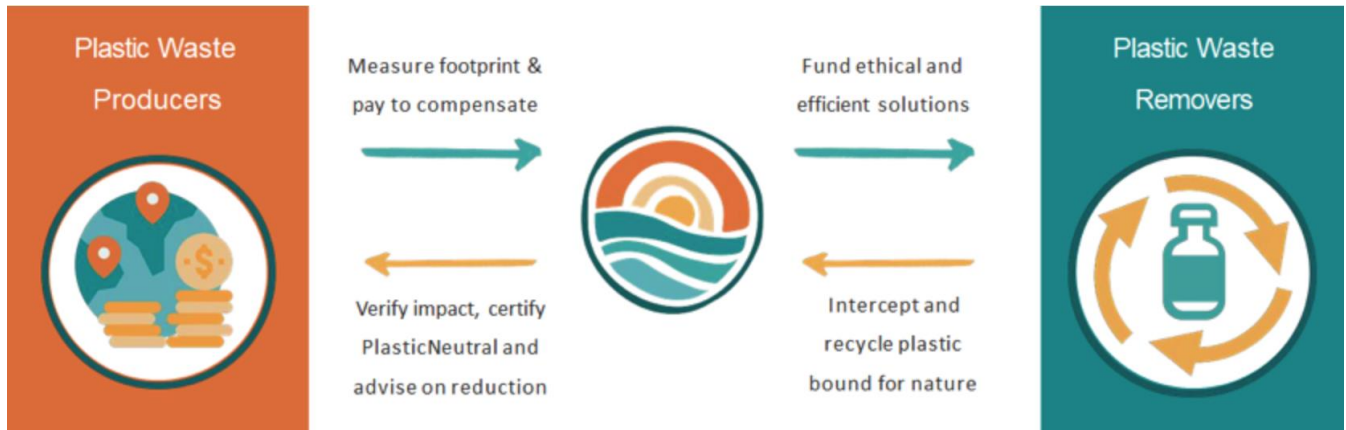 Plastic Waste
Producers
Measure footprint &
pay to compensate
Fund ethical and
efficient solutions
Plastic Waste
Removers
$
Verify impact, certify
PlasticNeutral and
advise on reduction
Intercept and
recycle plastic
bound for nature